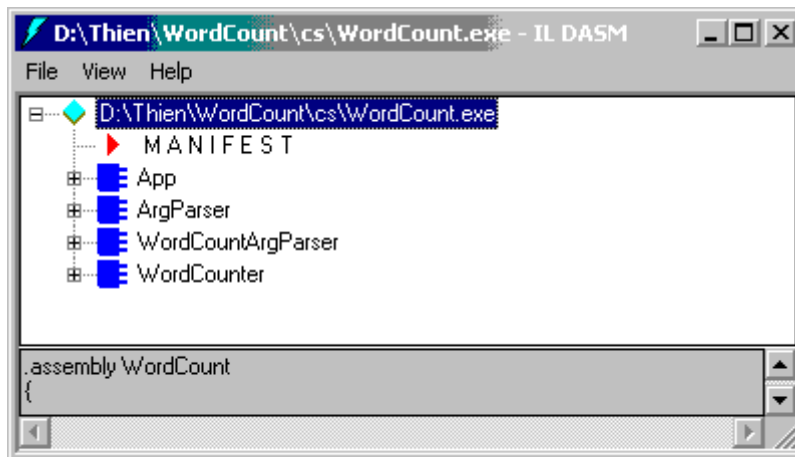 D:\Thien\WordCount\cs\WordCount.exe - IL DASM
File View Help
D:\Thien\WordCount\cs\WordCount.exe
M A N I F E S T
App
ArgParser
WordCountArgParser
WordCounter
.assembly WordCount
{